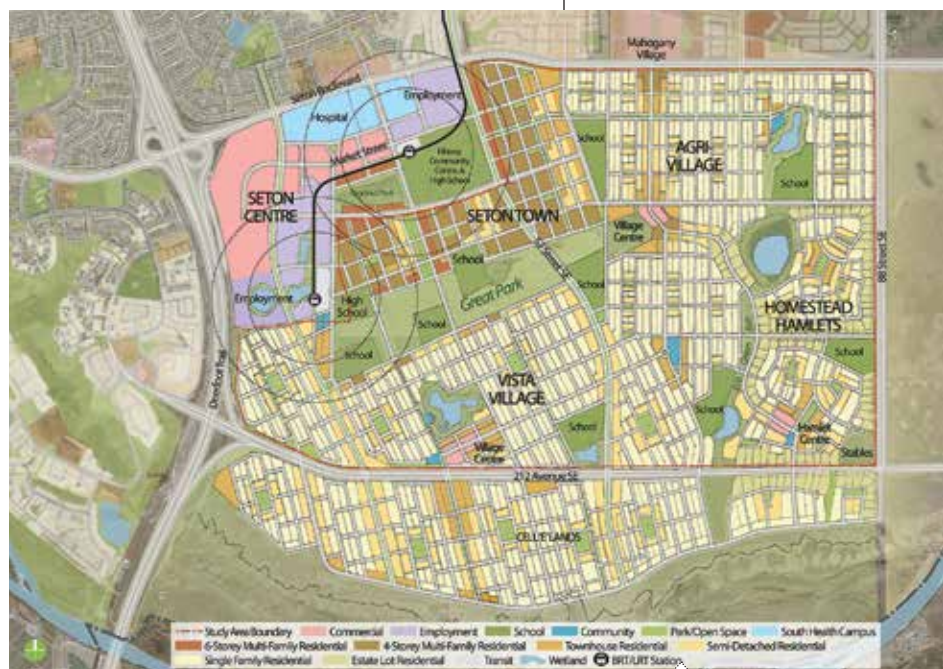 Mahogany
Village
Seton Boulevard
Employment
Hospital
Market Street
School
AGRI-
VILLAGE
High School
School
SETON
CENTRE
SETON TOWN
Village
Centre
School
88 Street SE
Employment
High
School
Great Park
School
School
HOMESTEAD
HAMLETS
School
School
Deerfoot Trail
VISTA
VILLAGE
School
School
Hamlet
Centre
Village
Centre
Stables
212 Avenue SE
Study Area Boundary Commercial Employment School Community Park/Open Space South Health Campus
6-Storey Multi-Family Residential 4-Storey Multi-Family Residential Townhouse Residential Semi-Detached Residential
Single Family Residential Estate Lot Residential Transit Wetland BRT/LRT Station